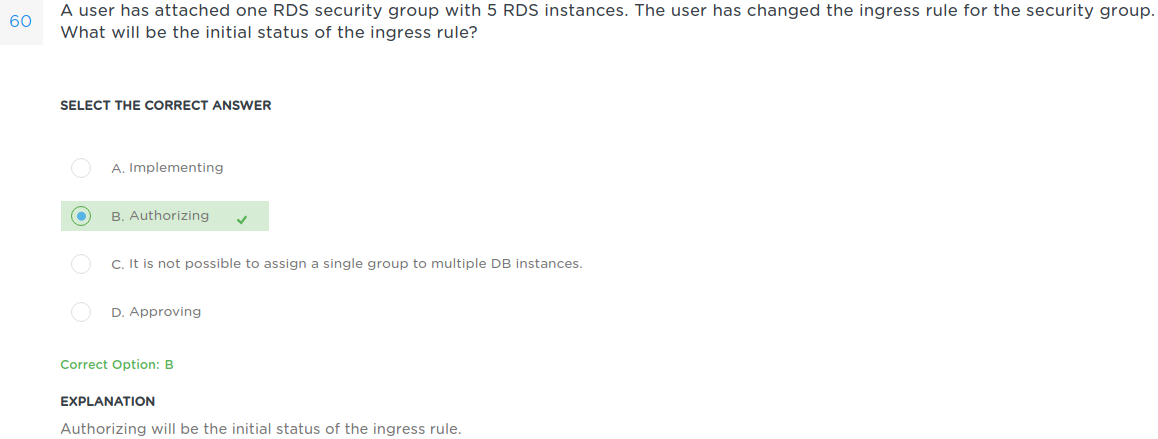 60
A user has attached one RDS security group with 5 RDS instances. The user has changed the ingress rule for the security group.
What will be the initial status of the ingress rule?
SELECT THE CORRECT ANSWER
A. Implementing
B. Authorizing
C. It is not possible to assign a single group to multiple DB instances.
D. Approving
Correct Option: B
EXPLANATION
Authorizing will be the initial status of the ingress rule.